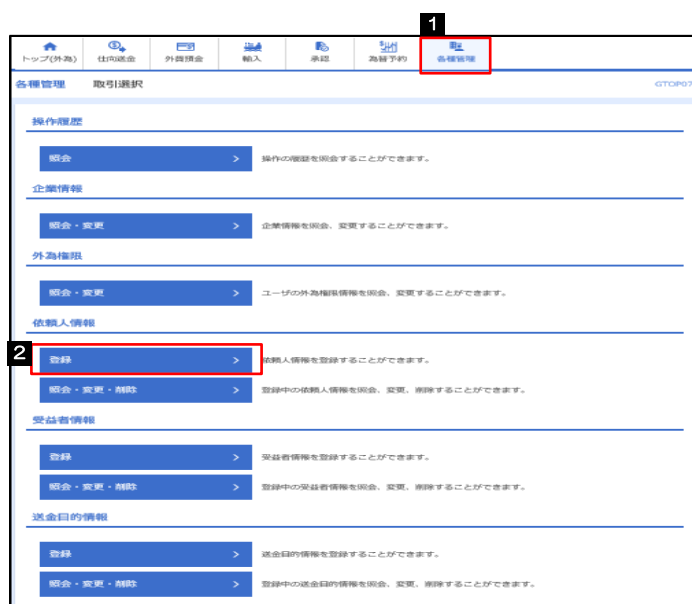 1
トップ(外為) 仕向送金 外貨預金 輸入 承認 為替予約 各種管理
各種管理 取引選択 GTOP07
操作履歴
照会 > 操作の履歴を照会することができます。
企業情報
照会・変更 > 企業情報を照会、変更することができます。
外為権限
照会・変更 > ユーザの外為権限情報を照会、変更することができます。
依頼人情報
2
登録 > 依頼人情報を登録することができます。
照会・変更・削除 > 登録中の依頼人情報を照会、変更、削除することができます。
受益者情報
登録 > 受益者情報を登録することができます。
照会・変更・削除 > 登録中の受益者情報を照会、変更、削除することができます。
送金目的情報
登録 > 送金目的情報を登録することができます。
照会・変更・削除 > 登録中の送金目的情報を照会、変更、削除することができます。